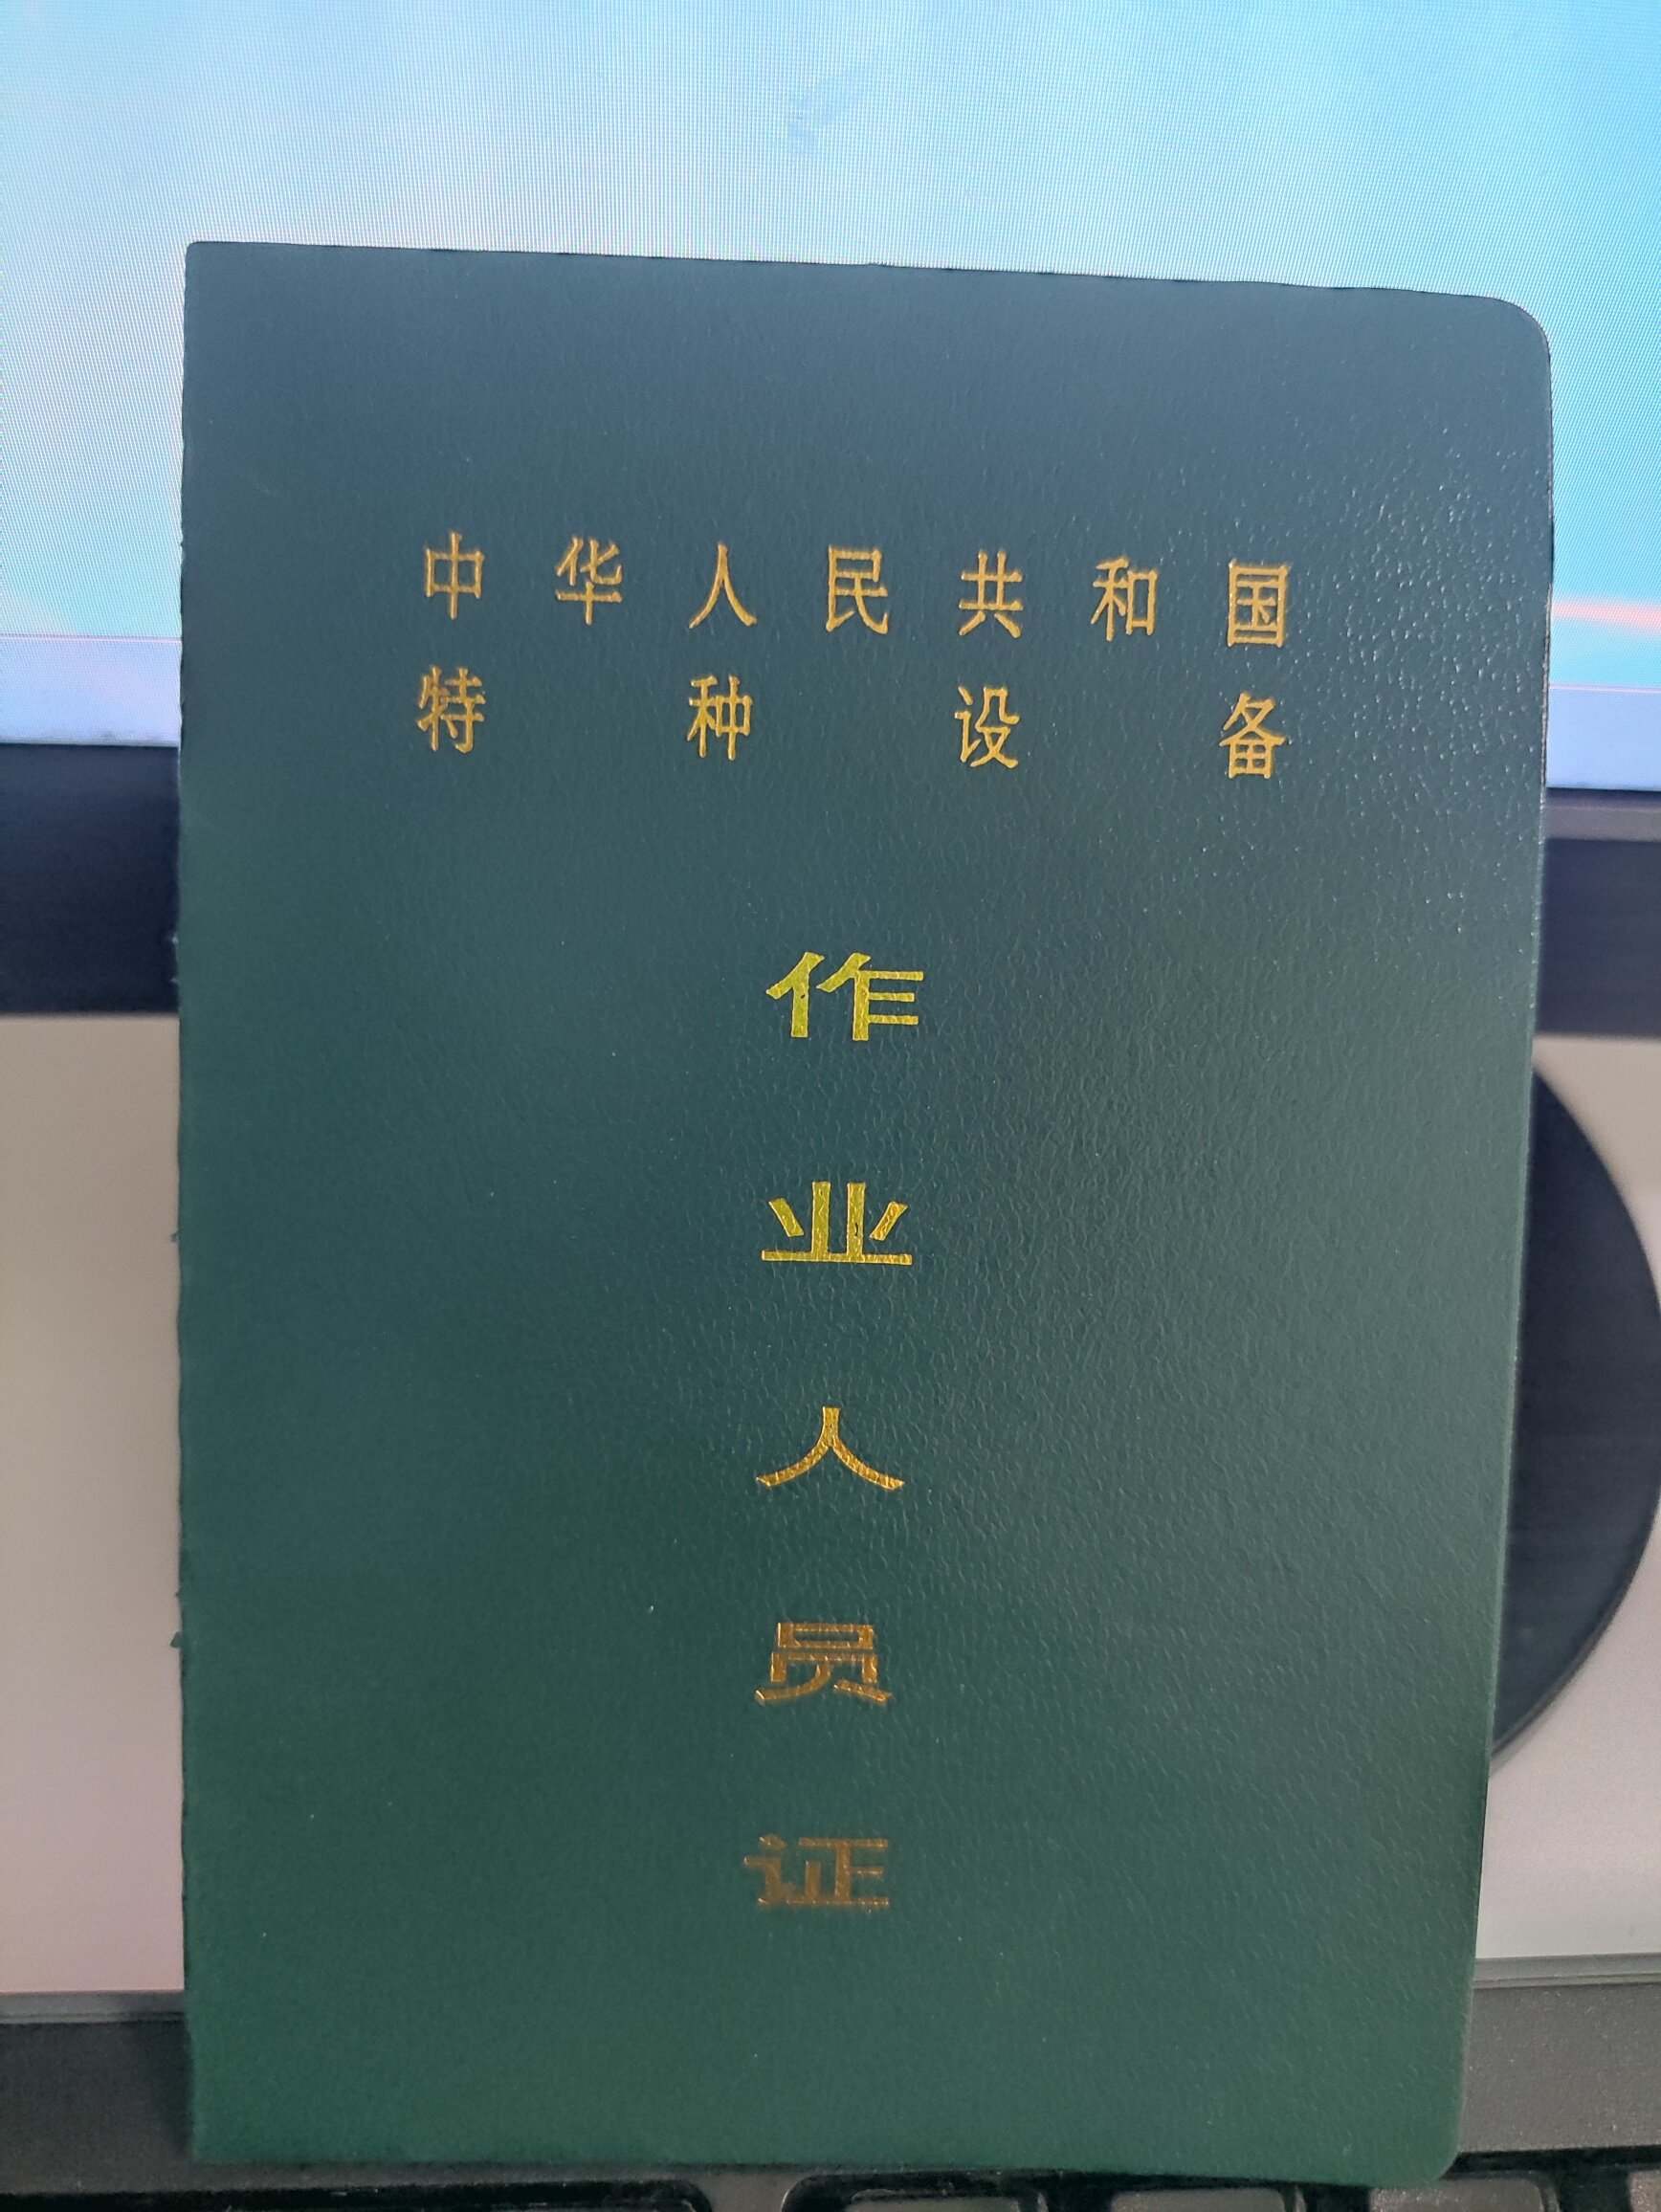 中华人民共和国
特种设备
作业人员证